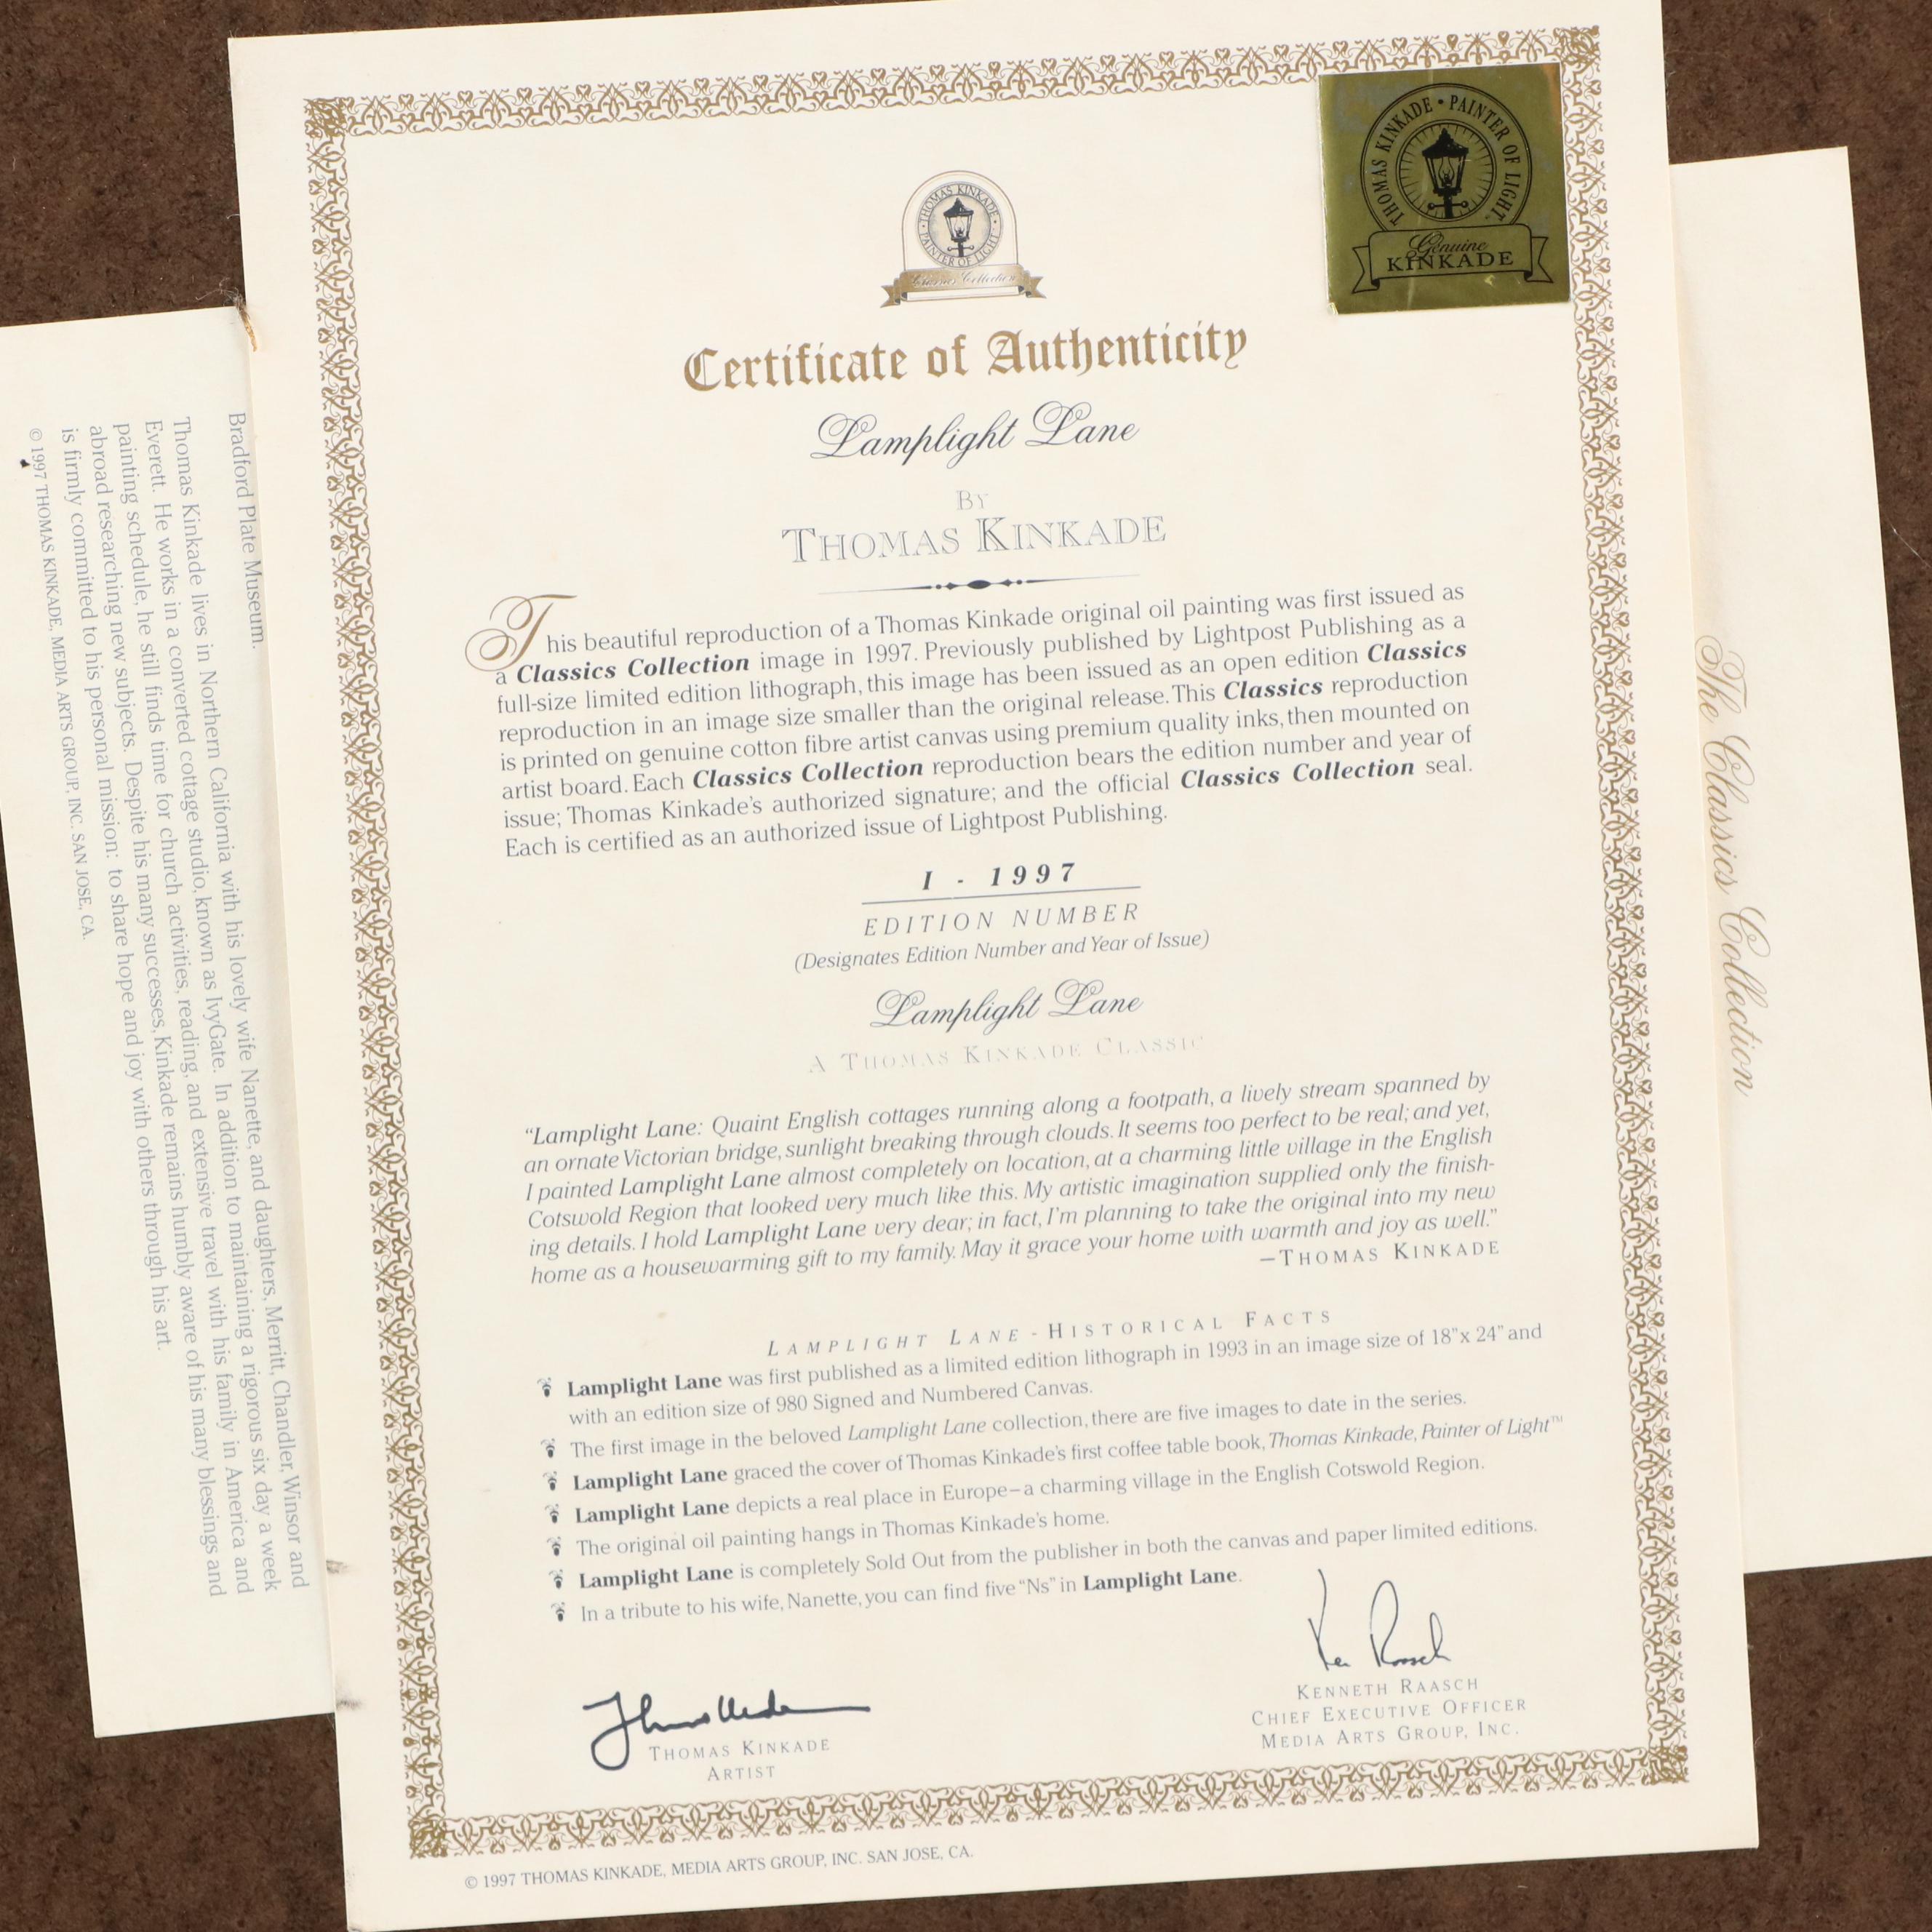 THOMAS KINKADE • PAINTER OF LIGHT™
Genuine
KINKADE
• THOMAS KINKADE •
PAINTER OF LIGHT
Classics Collection
Certificate of Authenticity
Lamplight Lane
BY
THOMAS KINKADE
This beautiful reproduction of a Thomas Kinkade original oil painting was first issued as
a Classics Collection image in 1997. Previously published by Lightpost Publishing as a
full-size limited edition lithograph, this image has been issued as an open edition Classics
reproduction in an image size smaller than the original release. This Classics reproduction
is printed on genuine cotton fibre artist canvas using premium quality inks, then mounted on
artist board. Each Classics Collection reproduction bears the edition number and year of
issue; Thomas Kinkade's authorized signature; and the official Classics Collection seal.
Each is certified as an authorized issue of Lightpost Publishing.
I - 1997
EDITION NUMBER
(Designates Edition Number and Year of Issue)
Lamplight Lane
A THOMAS KINKADE CLASSIC
"Lamplight Lane: Quaint English cottages running along a footpath, a lively stream spanned by
an ornate Victorian bridge, sunlight breaking through clouds. It seems too perfect to be real; and yet,
I painted Lamplight Lane almost completely on location, at a charming little village in the English
Cotswold Region that looked very much like this. My artistic imagination supplied only the finish-
ing details. I hold Lamplight Lane very dear; in fact, I'm planning to take the original into my new
home as a housewarming gift to my family. May it grace your home with warmth and joy as well."
–THOMAS KINKADE
LAMPLIGHT LANE - HISTORICAL FACTS
Lamplight Lane was first published as a limited edition lithograph in 1993 in an image size of 18"x 24" and
with an edition size of 980 Signed and Numbered Canvas.
The first image in the beloved Lamplight Lane collection, there are five images to date in the series.
Lamplight Lane graced the cover of Thomas Kinkade's first coffee table book, Thomas Kinkade, Painter of Light™
Lamplight Lane depicts a real place in Europe–a charming village in the English Cotswold Region.
The original oil painting hangs in Thomas Kinkade's home.
Lamplight Lane is completely Sold Out from the publisher in both the canvas and paper limited editions.
In a tribute to his wife, Nanette, you can find five "Ns" in Lamplight Lane.
THOMAS KINKADE
ARTIST
Ken Raasch
KENNETH RAASCH
CHIEF EXECUTIVE OFFICER
MEDIA ARTS GROUP, INC.
© 1997 THOMAS KINKADE, MEDIA ARTS GROUP, INC. SAN JOSE, CA.
Bradford Plate Museum.
Thomas Kinkade lives in Northern California with his lovely wife Nanette, and daughters, Merritt, Chandler, Winsor and
Everett. He works in a converted cottage studio, known as IvyGate. In addition to maintaining a rigorous six day a week
painting schedule, he still finds time for church activities, reading, and extensive travel with his family in America and
abroad researching new subjects. Despite his many successes, Kinkade remains humbly aware of his many blessings and
is firmly committed to his personal mission: to share hope and joy with others through his art.
© 1997 THOMAS KINKADE, MEDIA ARTS GROUP, INC. SAN JOSE, CA.
The Classics Collection